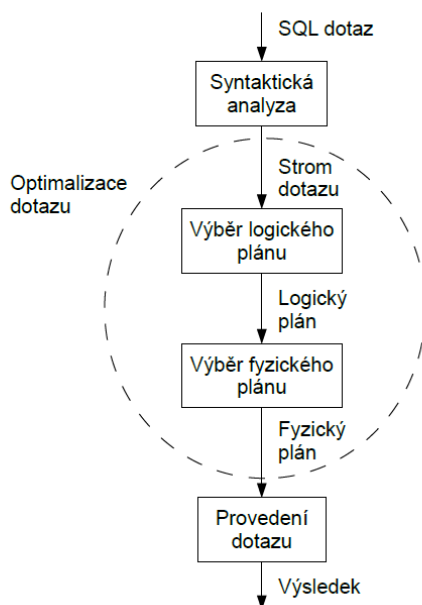 SQL dotaz
Syntaktická
analyza
Strom
dotazu
Optimalizace
dotazu
Výběr logického
plánu
Logický
plán
Výběr fyzického
plánu
Fyzický
plán
Provedení
dotazu
Výsledek